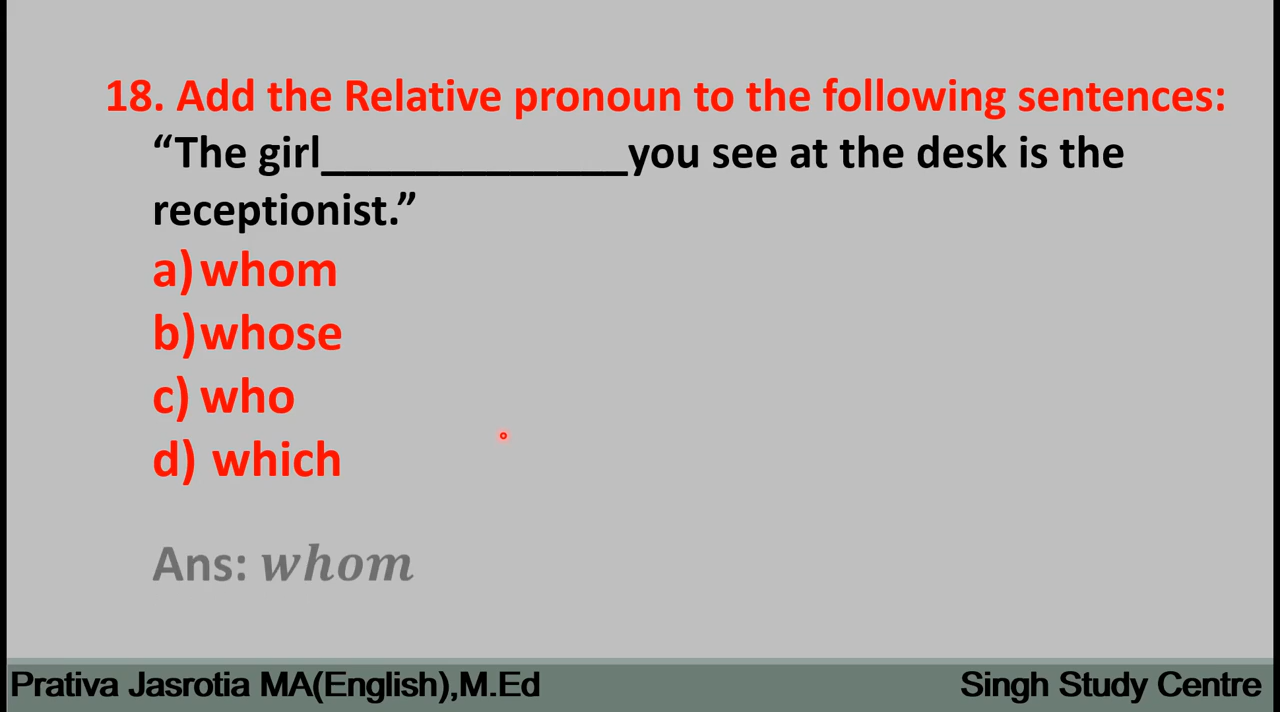 18. Add the Relative pronoun to the following sentences:
“The girl_____________you see at the desk is the
receptionist.”
a) whom
b) whose
c) who
d) which
Ans: whom
Prativa Jasrotia MA(English),M.Ed
Singh Study Centre